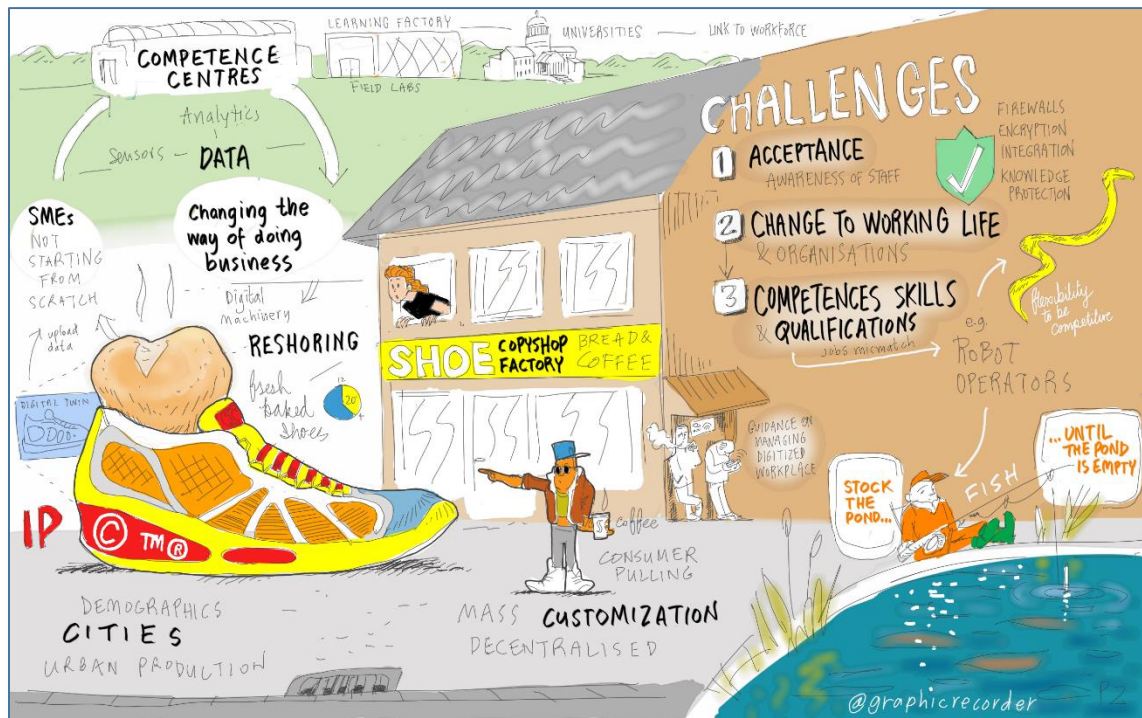 COMPETENCE
CENTRES
LEARNING FACTORY
FIELD LABS
UNIVERSITIES
LINK TO WORKFORCE
Analytics
Sensors
DATA
SMEs
NOT
STARTING
FROM
SCRATCH
upload
data
DIGITAL TWIN
Changing the
way of doing
business
Digital
machinery
RESHORING
fresh
baked
shoes
12
20
4
IP
© TM ®
DEMOGRAPHICS
CITIES
URBAN PRODUCTION
SHOE
COPYSHOP
FACTORY
BREAD &
COFFEE
Coffee
CONSUMER
PULLING
MASS CUSTOMIZATION
DECENTRALISED
GUIDANCE ON
MANAGING
DIGITIZED
WORKPLACE
CHALLENGES
1 ACCEPTANCE
AWARENESS OF STAFF
2 CHANGE TO WORKING LIFE
& ORGANISATIONS
3 COMPETENCES SKILLS
& QUALIFICATIONS
jobs mismatch
FIREWALLS
ENCRYPTION
INTEGRATION
KNOWLEDGE
PROTECTION
flexibility
to be
competitive
e.g.
ROBOT
OPERATORS
STOCK
THE
POND...
FISH
...UNTIL
THE POND
IS EMPTY
@graphicrecorder